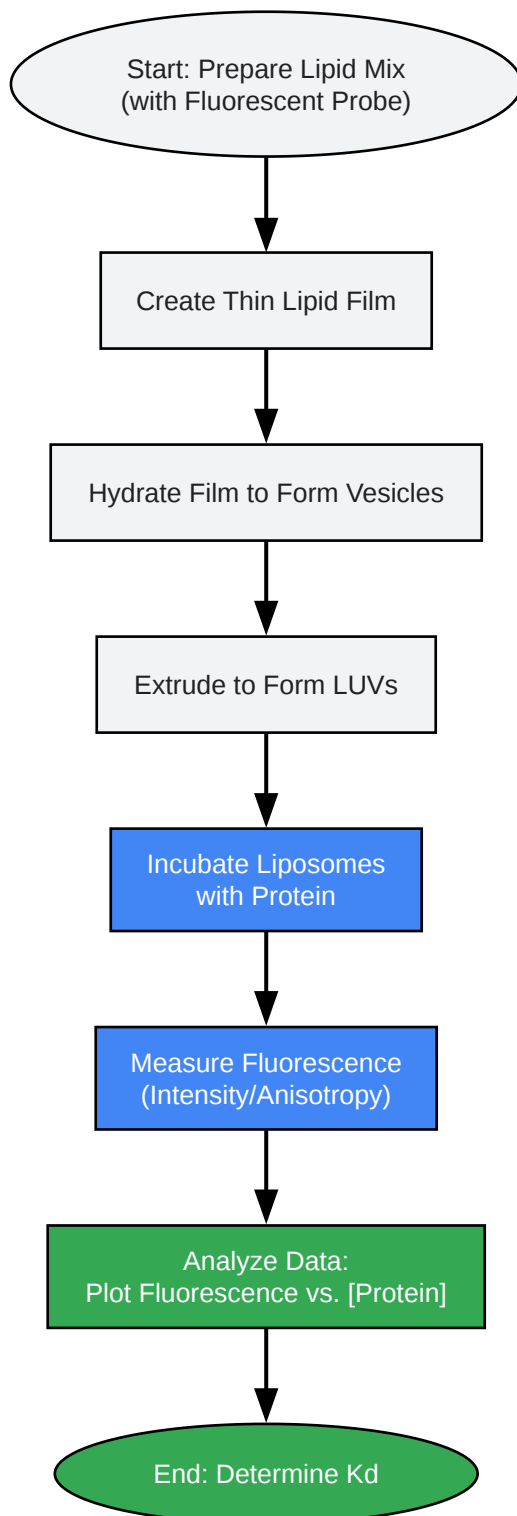 Start: Prepare Lipid Mix
(with Fluorescent Probe)
Create Thin Lipid Film
Hydrate Film to Form Vesicles
Extrude to Form LUVs
Incubate Liposomes
with Protein
Measure Fluorescence
(Intensity/Anisotropy)
Analyze Data:
Plot Fluorescence vs. [Protein]
End: Determine Kd